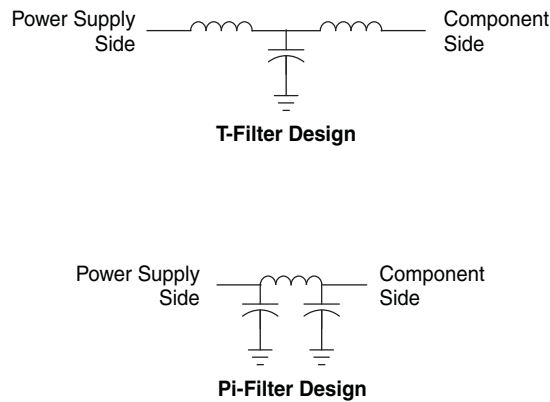 Power Supply
Side
Component
Side
T-Filter Design
Power Supply
Side
Component
Side
Pi-Filter Design